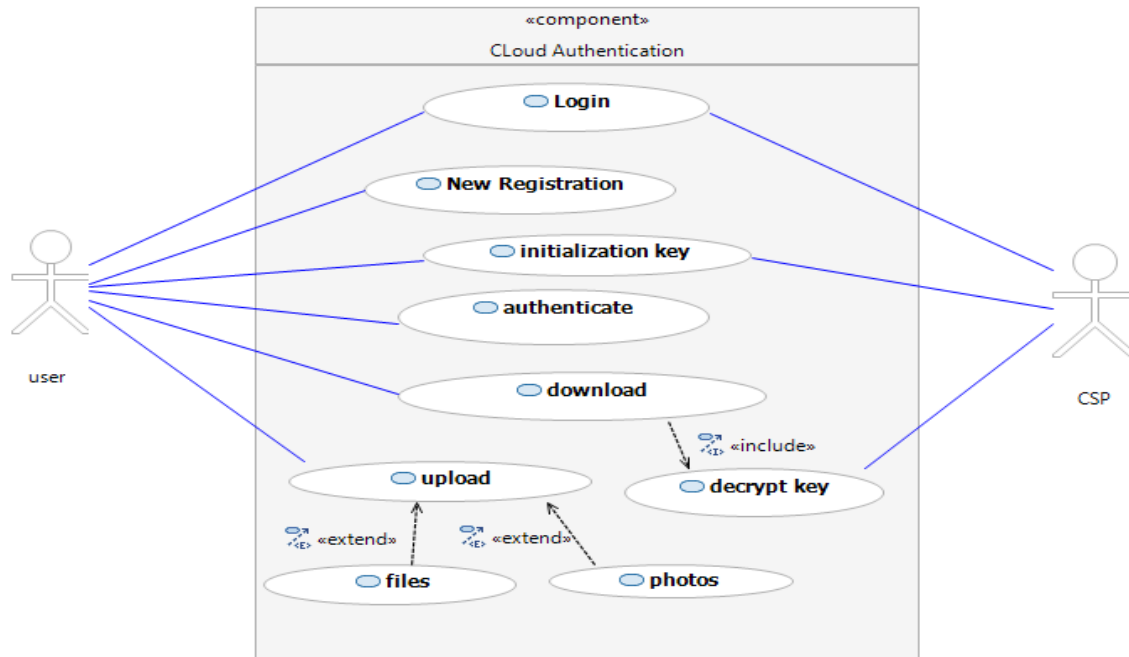 «component»
CLoud Authentication
Login
New Registration
initialization key
authenticate
user
download
CSP
«include»
upload
decrypt key
«extend»
«extend»
files
photos